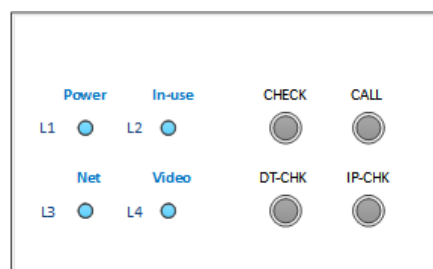 Power In-use CHECK CALL
L1 L2
Net Video DT-CHK IP-CHK
L3 L4